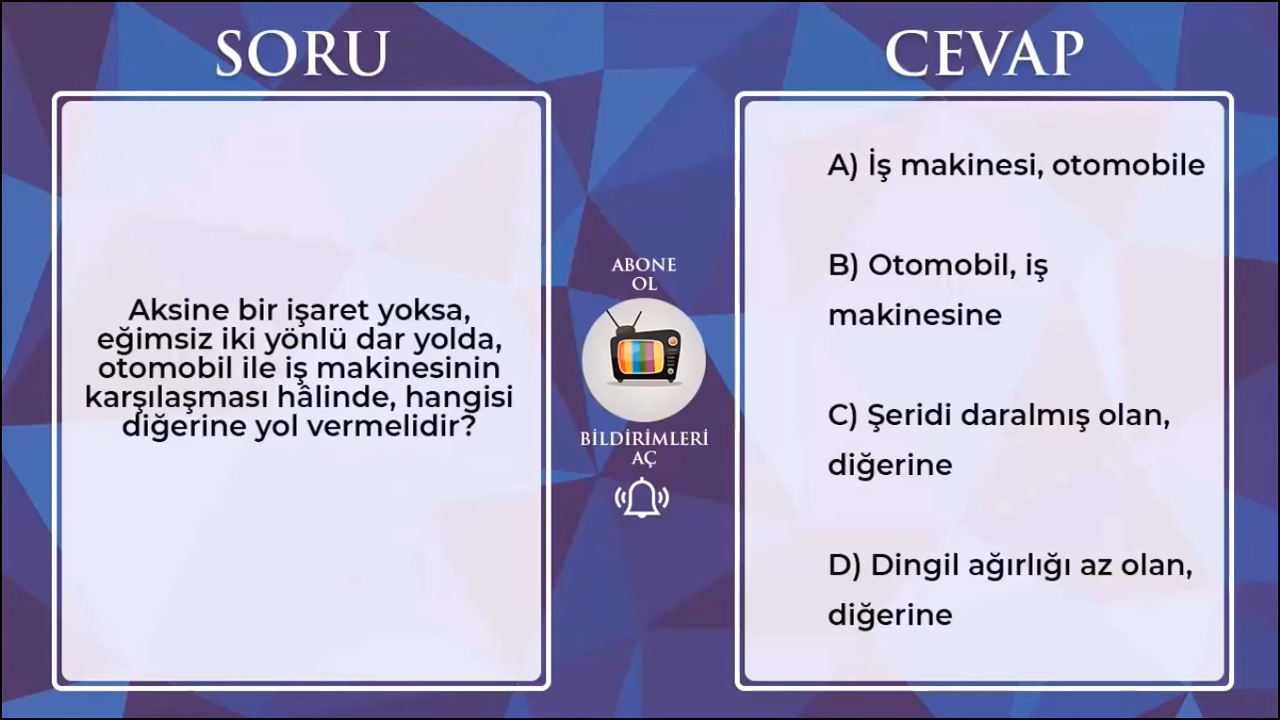 SORU
Aksine bir işaret yoksa,
eğimsiz iki yönlü dar yolda,
otomobil ile iş makinesinin
karşılaşması hâlinde, hangisi
diğerine yol vermelidir?
ABONE
OL
BİLDİRİMLERİ
AÇ
CEVAP
A) İş makinesi, otomobile
B) Otomobil, iş
makinesine
C) Şeridi daralmış olan,
diğerine
D) Dingil ağırlığı az olan,
diğerine